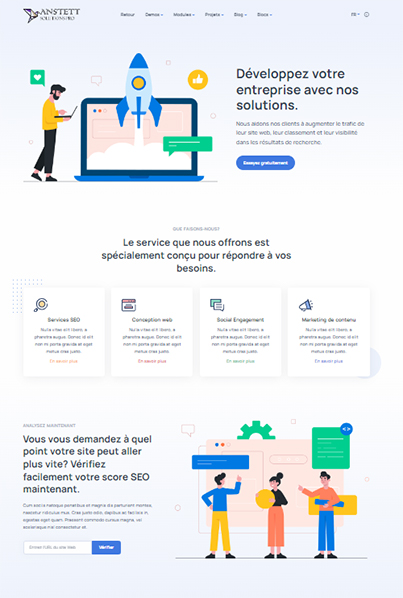 ANSTETT
SOLUTIONS PRO
Retour Demos Modules Projets Blog Docs FR
Développez votre
entreprise avec nos
solutions.
Nous aidons nos clients à augmenter le trafic de
leur site web, leur classement et leur visibilité
dans les résultats de recherche.
Essayez gratuitement
QUE FAISONS-NOUS?
Le service que nous offrons est
spécialement conçu pour répondre à vos
besoins.
Services SEO
Nulla vitae elit libero, a
pharetra augue. Donec id elit
non mi porta gravida at eget
metus cras justo.
En savoir plus
Conception web
Nulla vitae elit libero, a
pharetra augue. Donec id elit
non mi porta gravida at eget
metus cras justo.
En savoir plus
Social Engagement
Nulla vitae elit libero, a
pharetra augue. Donec id elit
non mi porta gravida at eget
metus cras justo.
En savoir plus
Marketing de contenu
Nulla vitae elit libero, a
pharetra augue. Donec id elit
non mi porta gravida at eget
metus cras justo.
En savoir plus
ANALYSEZ MAINTENANT
Vous vous demandez à quel
point votre site peut aller
plus vite? Vérifiez
facilement votre score SEO
maintenant.
Cum sociis natoque penatibus et magnis dis parturient montes,
nascetur ridiculus mus. Cras justo odio, dapibus ac facilisis in,
egestas eget quam. Praesent commodo cursus magna, vel
scelerisque nisl consectetur et.
Entrez l'URL du site Web Vérifier